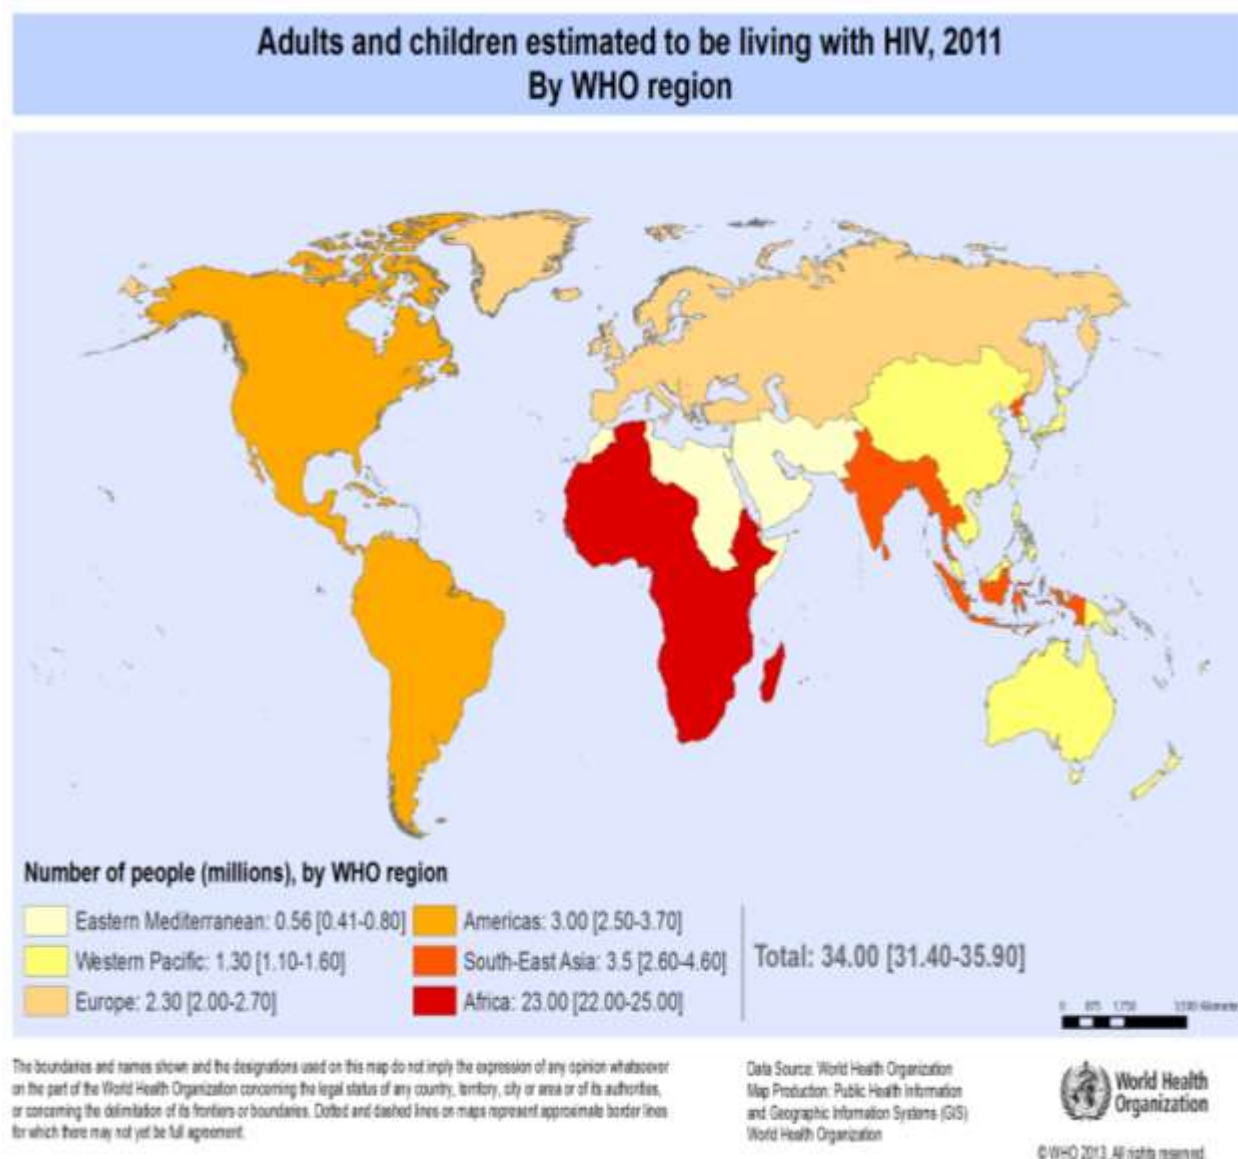 Adults and children estimated to be living with HIV, 2011
By WHO region
Number of people (millions), by WHO region
Eastern Mediterranean: 0.56 [0.41-0.80]
Western Pacific: 1.30 [1.10-1.60]
Europe: 2.30 [2.00-2.70]
Americas: 3.00 [2.50-3.70]
South-East Asia: 3.5 [2.60-4.60]
Africa: 23.00 [22.00-25.00]
Total: 34.00 [31.40-35.90]
0 875 1,750
The boundaries and names shown and the designations used on this map do not imply the expression of any opinion whatsoever
on the part of the World Health Organization concerning the legal status of any country, territory, city or area or of its authorities,
or concerning the delimitation of its frontiers or boundaries. Dotted and dashed lines on maps represent approximate border lines
for which there may not yet be full agreement.
Data Source: World Health Organization
Map Production: Public Health Information
and Geographic Information Systems (GIS)
World Health Organization
World Health
Organization
© WHO 2013. All rights reserved.